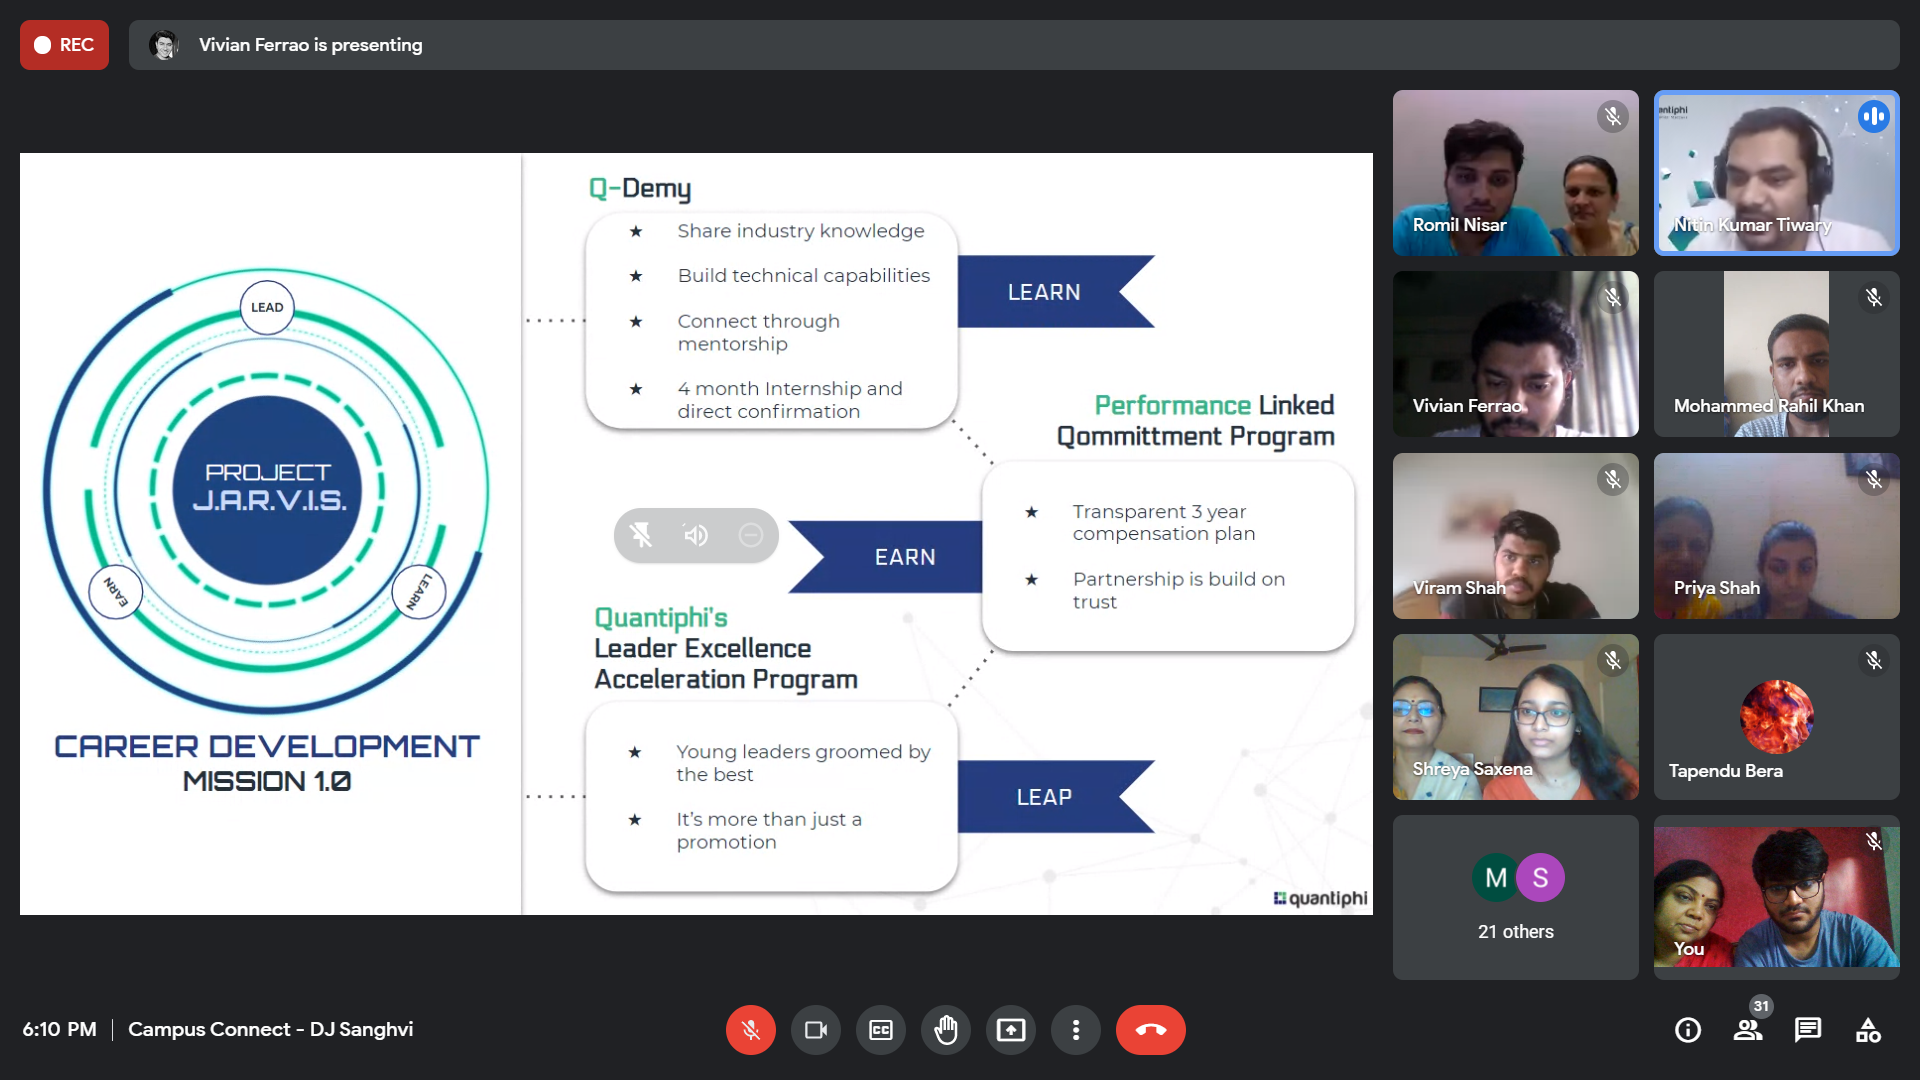 REC
Vivian Ferrao is presenting
LEAD
PROJECT
J.A.R.V.I.S.
EARN
LEARN
CAREER DEVELOPMENT
MISSION 1.0
Q-Demy
★ Share industry knowledge
★ Build technical capabilities
★ Connect through
mentorship
★ 4 month Internship and
direct confirmation
LEARN
Performance Linked
Qommittment Program
★ Transparent 3 year
compensation plan
★ Partnership is build on
trust
EARN
Quantiphi's
Leader Excellence
Acceleration Program
★ Young leaders groomed by
the best
★ It's more than just a
promotion
LEAP
quantiphi
Romil Nisar
Nitin Kumar Tiwary
Vivian Ferrao
Mohammed Rahil Khan
Viram Shah
Priya Shah
Shreya Saxena
Tapendu Bera
M S
21 others
You
6:10 PM | Campus Connect - DJ Sanghvi
CC
31